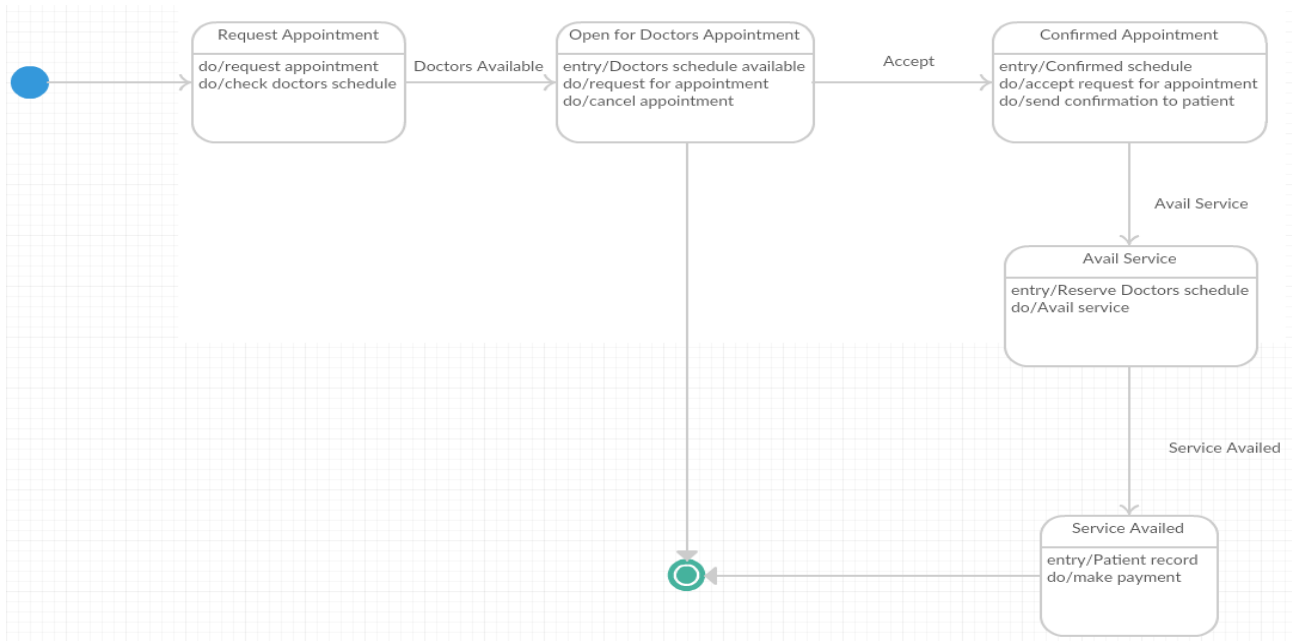 Request Appointment
do/request appointment
do/check doctors schedule
Doctors Available
Open for Doctors Appointment
entry/Doctors schedule available
do/request for appointment
do/cancel appointment
Accept
Confirmed Appointment
entry/Confirmed schedule
do/accept request for appointment
do/send confirmation to patient
Avail Service
Avail Service
entry/Reserve Doctors schedule
do/Avail service
Service Availed
Service Availed
entry/Patient record
do/make payment